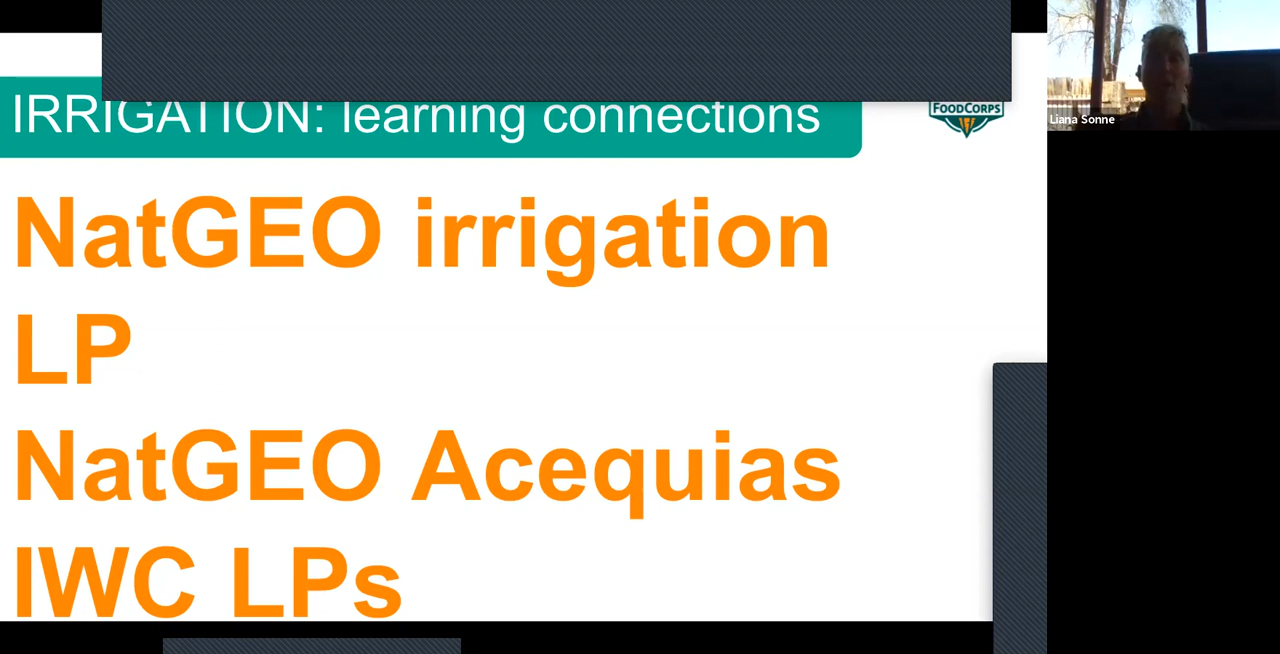 IRRIGATION: learning connections
FOODCORPS
Liana Sonne
NatGEO irrigation
LP
NatGEO Acequias
IWC LPs